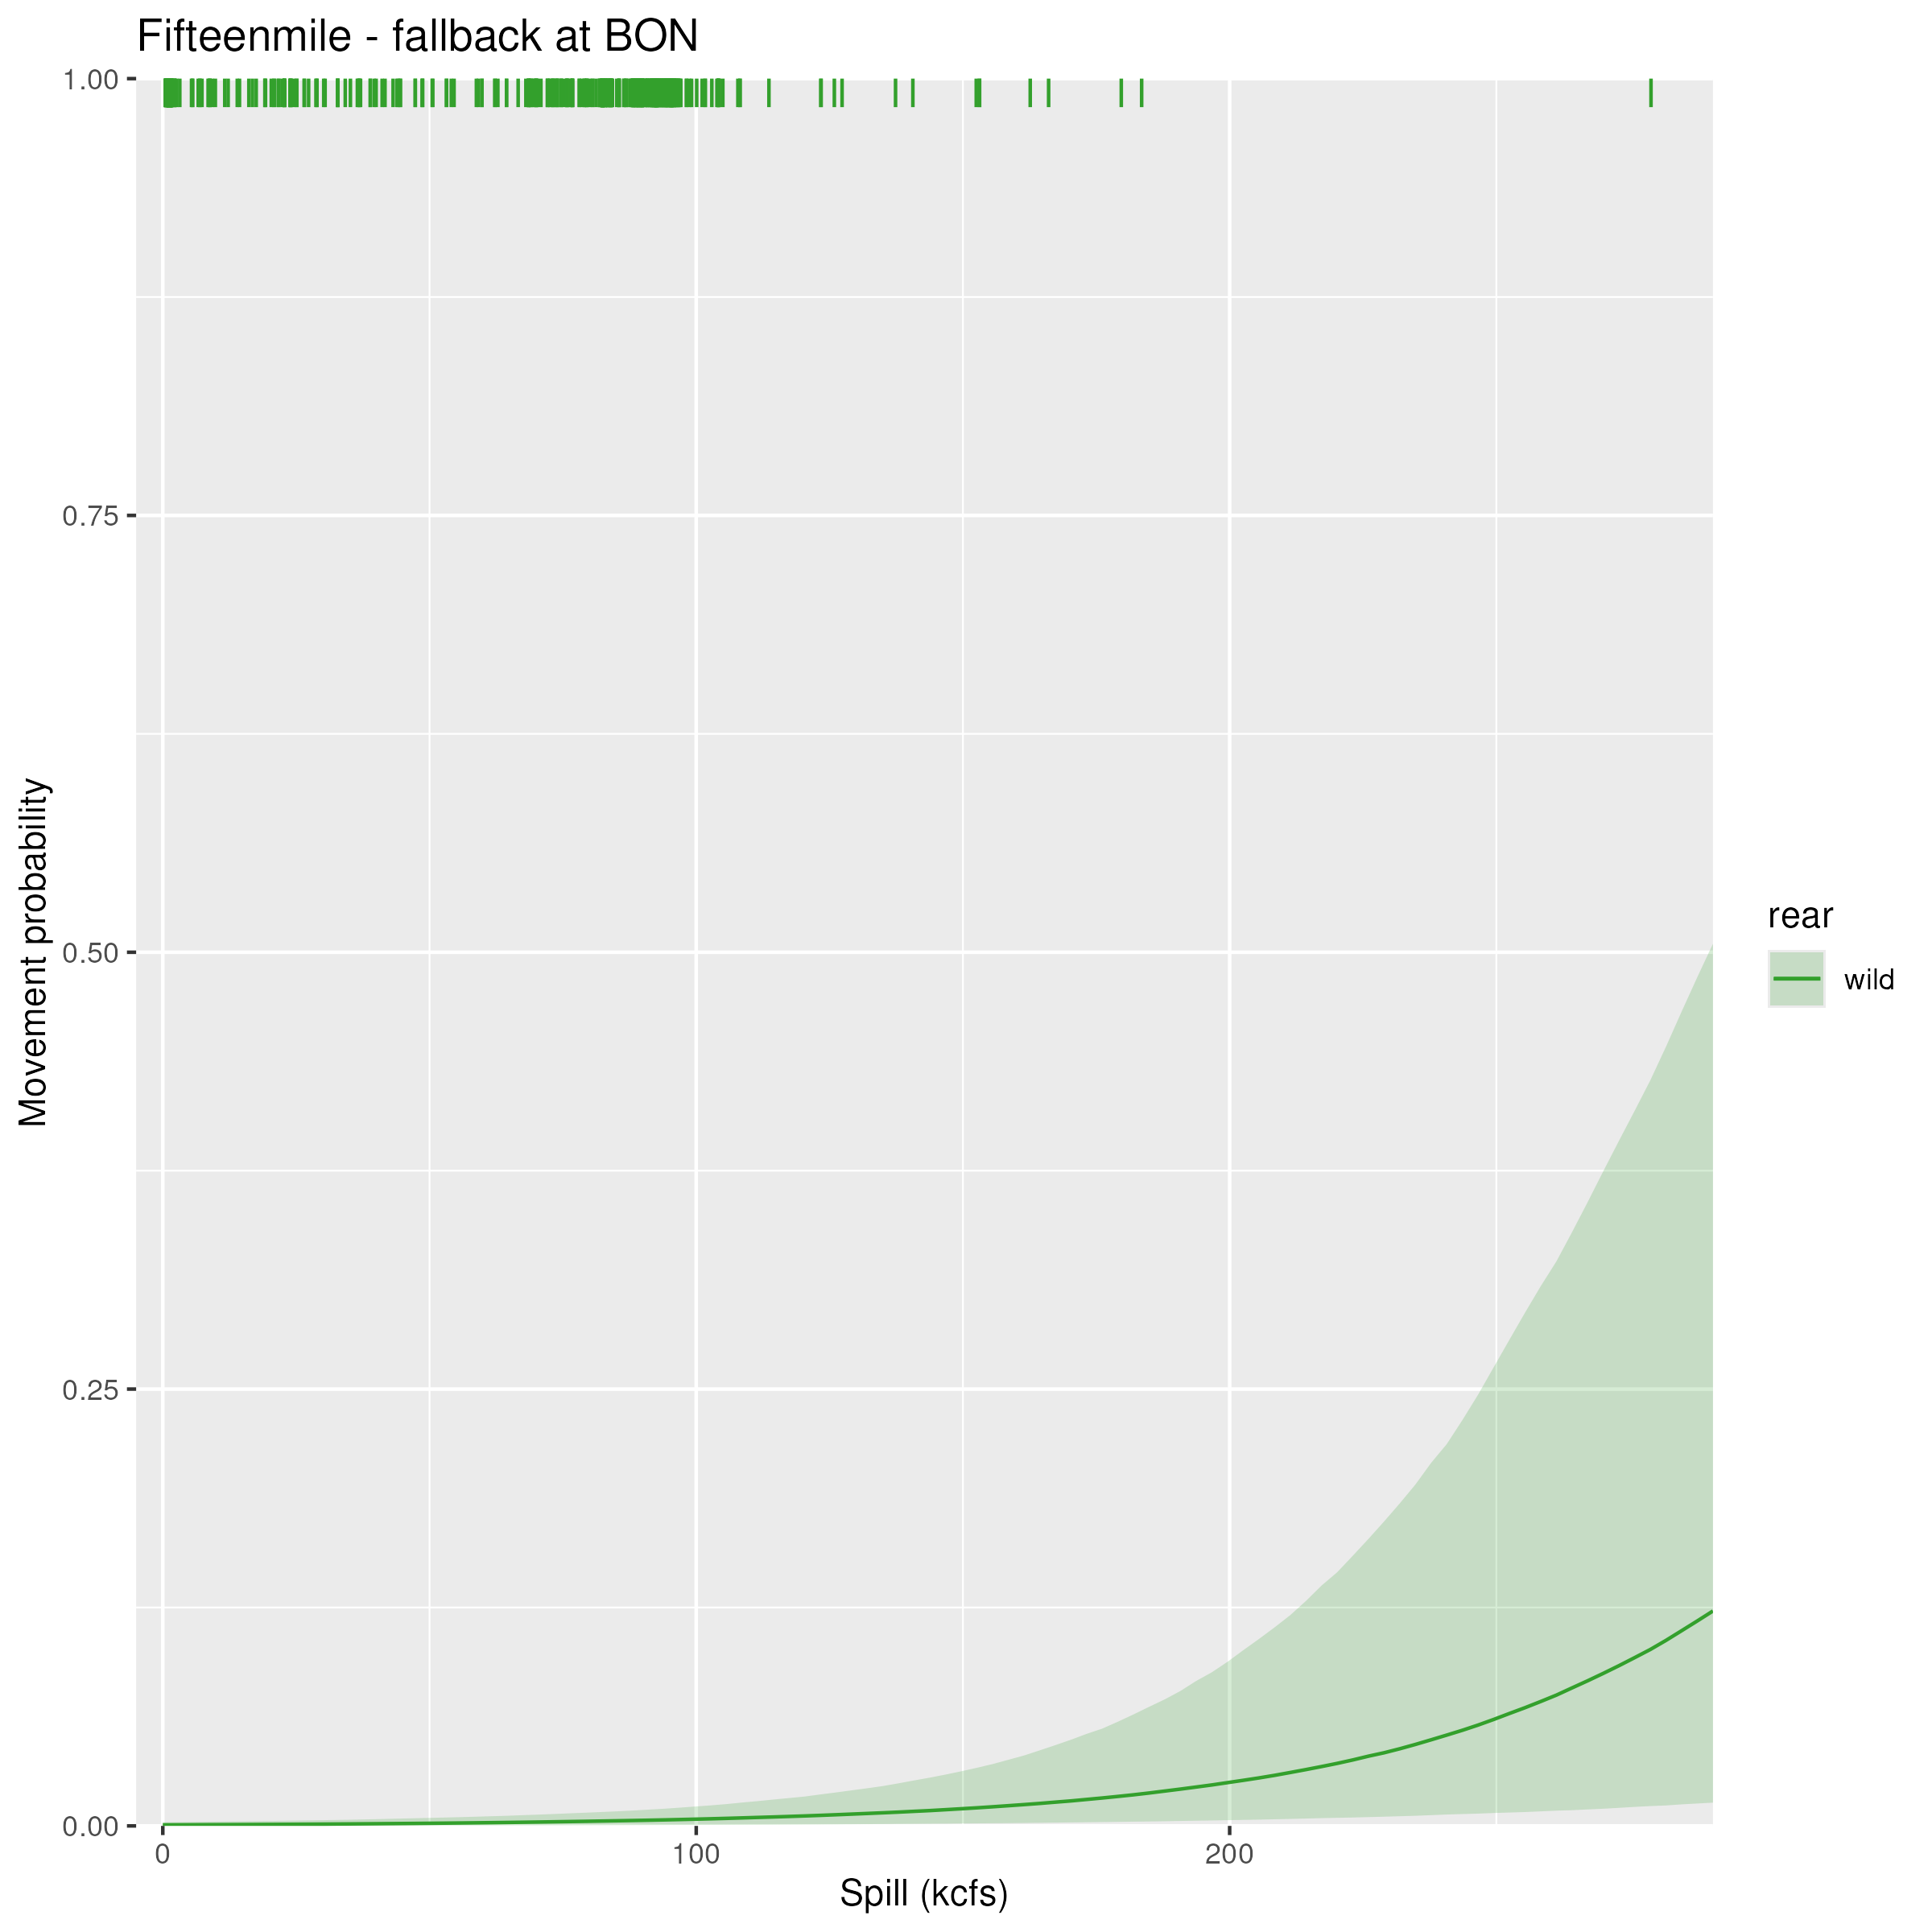 Fifteenmile - fallback at BON
1.00
0.75
0.50
0.25
0.00
Movement probability
0
100
200
Spill (kcfs)
rear
wild